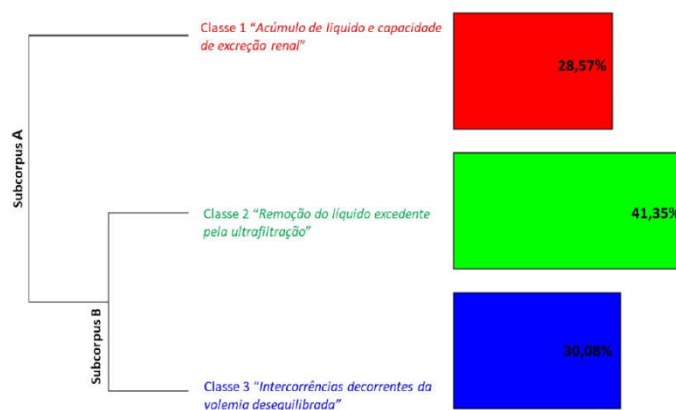 Classe 1 "Acúmulo de líquido e capacidade
de excreção renal"
28,57%
Subcorpus A
Classe 2 "Remoção do líquido excedente
pela ultrafiltração"
41,35%
Subcorpus B
30,08%
Classe 3 "Intercorrências decorrentes da
volemia desequilibrada"